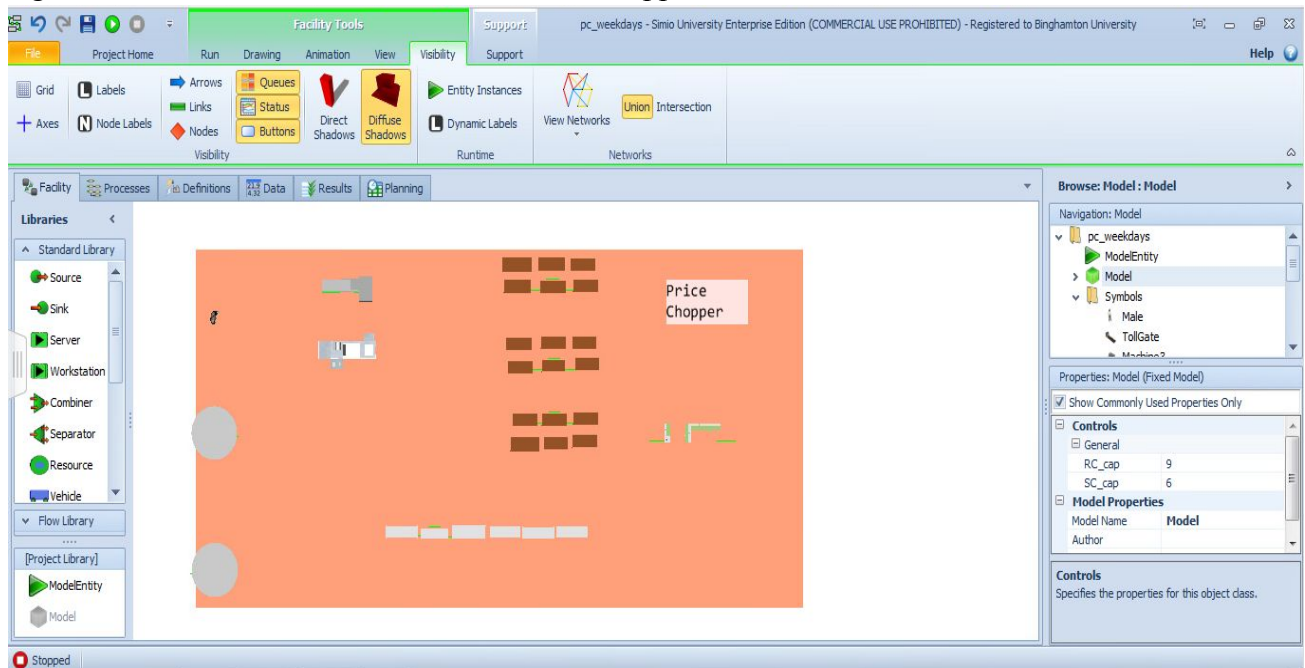 Facility Tools Support pc_weekdays - Simio University Enterprise Edition (COMMERCIAL USE PROHIBITED) - Registered to Binghamton University
File Project Home Run Drawing Animation View Visibility Support Help
Grid Labels Arrows Queues Entity Instances
Links Status Direct Shadows Diffuse Shadows View Networks Union Intersection
Axes Node Labels Nodes Buttons Dynamic Labels
Visibility Runtime Networks
Facility Processes Definitions Data Results Planning
Libraries
Standard Library
Source
Sink
Server
Workstation
Combiner
Separator
Resource
Vehicle
Flow Library
[Project Library]
ModelEntity
Model
Price
Chopper
Browse: Model : Model
Navigation: Model
pc_weekdays
ModelEntity
Model
Symbols
Male
TollGate
Properties: Model (Fixed Model)
Show Commonly Used Properties Only
Controls
General
RC_cap 9
SC_cap 6
Model Properties
Model Name Model
Author
Controls
Specifies the properties for this object class.
Stopped